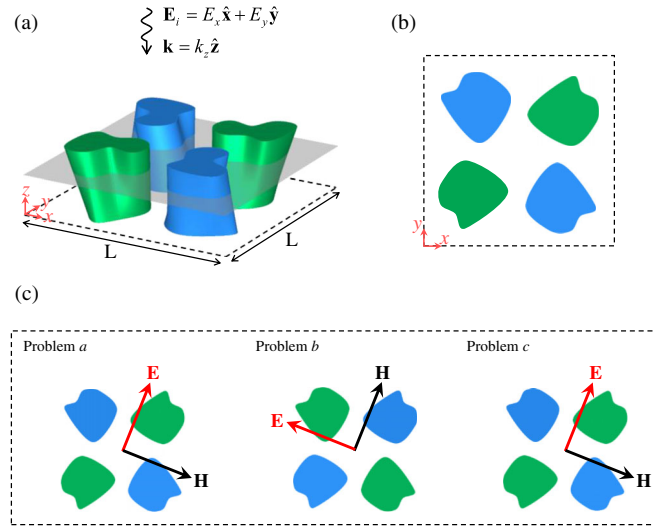 (a)
E_i = E_x x̂ + E_y ŷ
k = k_z ẑ
z
y
x
L
L
(b)
y
x
(c)
Problem a
E
H
Problem b
H
E
Problem c
E
H